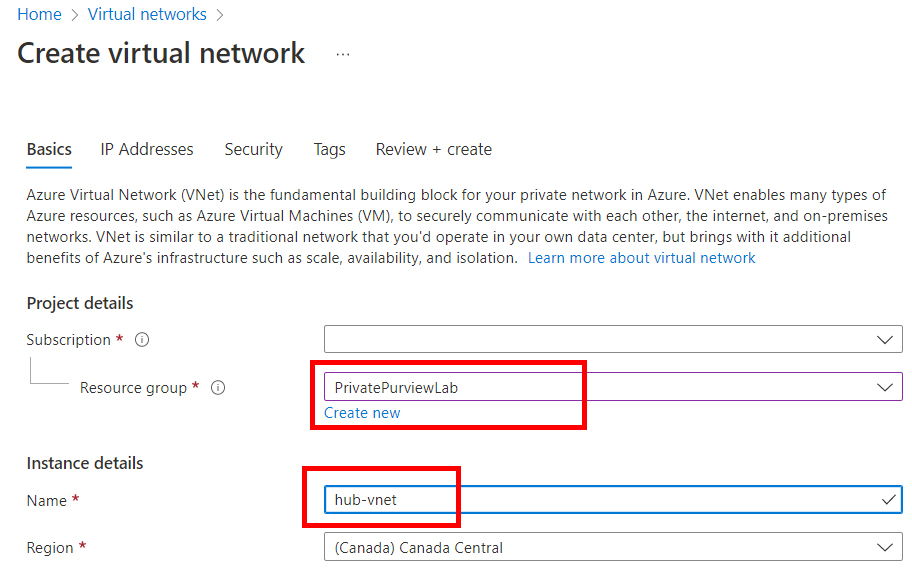 Home > Virtual networks >
Create virtual network ...
Basics IP Addresses Security Tags Review + create
Azure Virtual Network (VNet) is the fundamental building block for your private network in Azure. VNet enables many types of
Azure resources, such as Azure Virtual Machines (VM), to securely communicate with each other, the internet, and on-premises
networks. VNet is similar to a traditional network that you'd operate in your own data center, but brings with it additional
benefits of Azure's infrastructure such as scale, availability, and isolation. Learn more about virtual network
Project details
Subscription *
Resource group * PrivatePurviewLab
Create new
Instance details
Name * hub-vnet
Region * (Canada) Canada Central